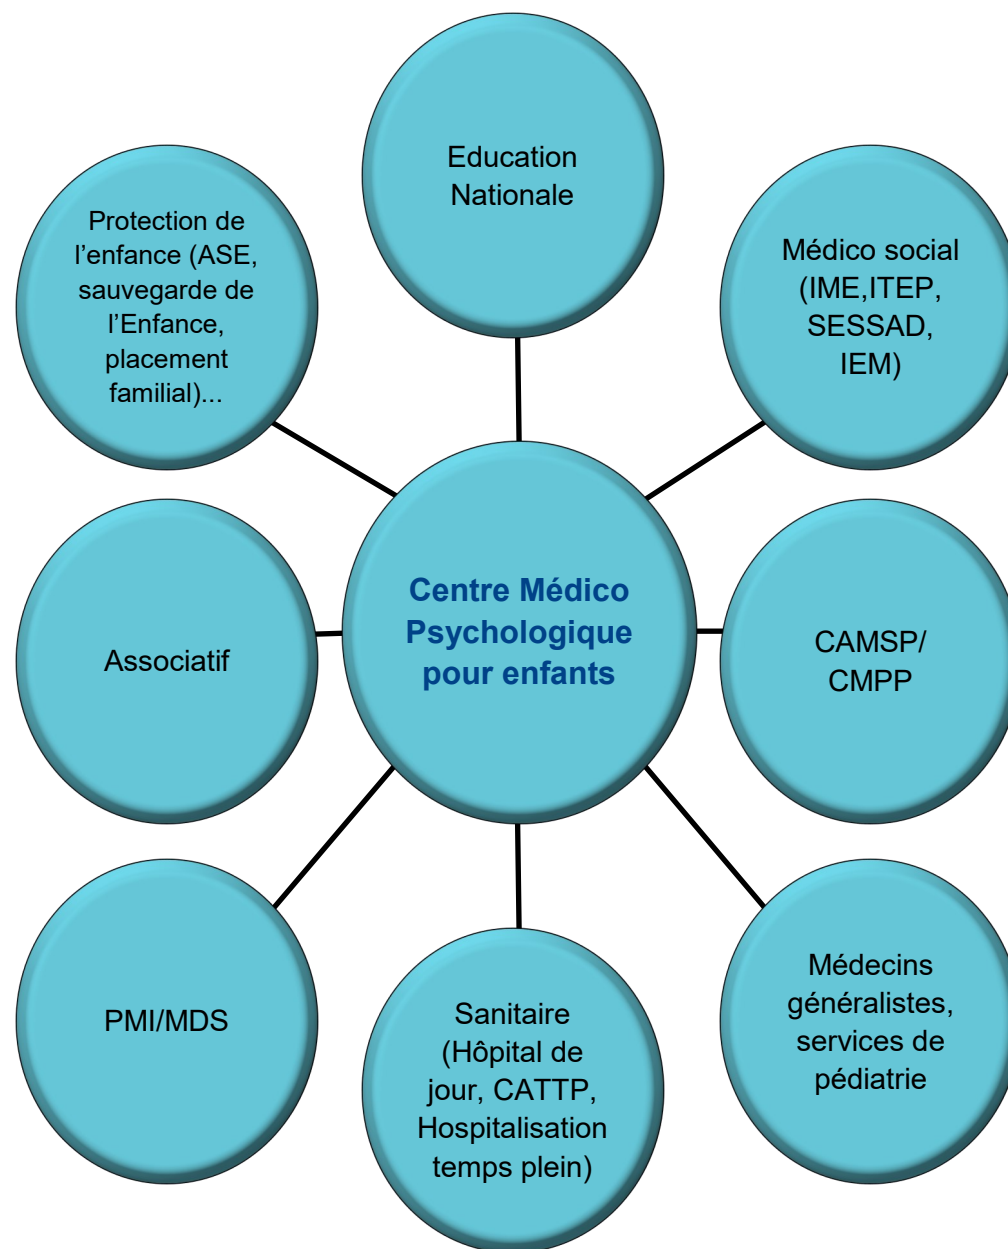 Education
Nationale
Protection de
l’enfance (ASE,
sauvegarde de
l’Enfance,
placement
familial)...
Médico social
(IME,ITEP,
SESSAD,
IEM)
Centre Médico
Psychologique
pour enfants
Associatif
CAMSP/
CMPP
PMI/MDS
Sanitaire
(Hôpital de
jour, CATTP,
Hospitalisation
temps plein)
Médecins
généralistes,
services de
pédiatrie